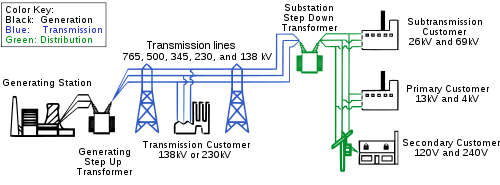 Color Key:
Black: Generation
Blue: Transmission
Green: Distribution
Substation
Step Down
Transformer
Subtransmission
Customer
26kV and 69kV
Transmission lines
765, 500, 345, 230, and 138 kV
Generating Station
Primary Customer
13kV and 4kV
Generating
Step Up
Transformer
Transmission Customer
138kV or 230kV
Secondary Customer
120V and 240V